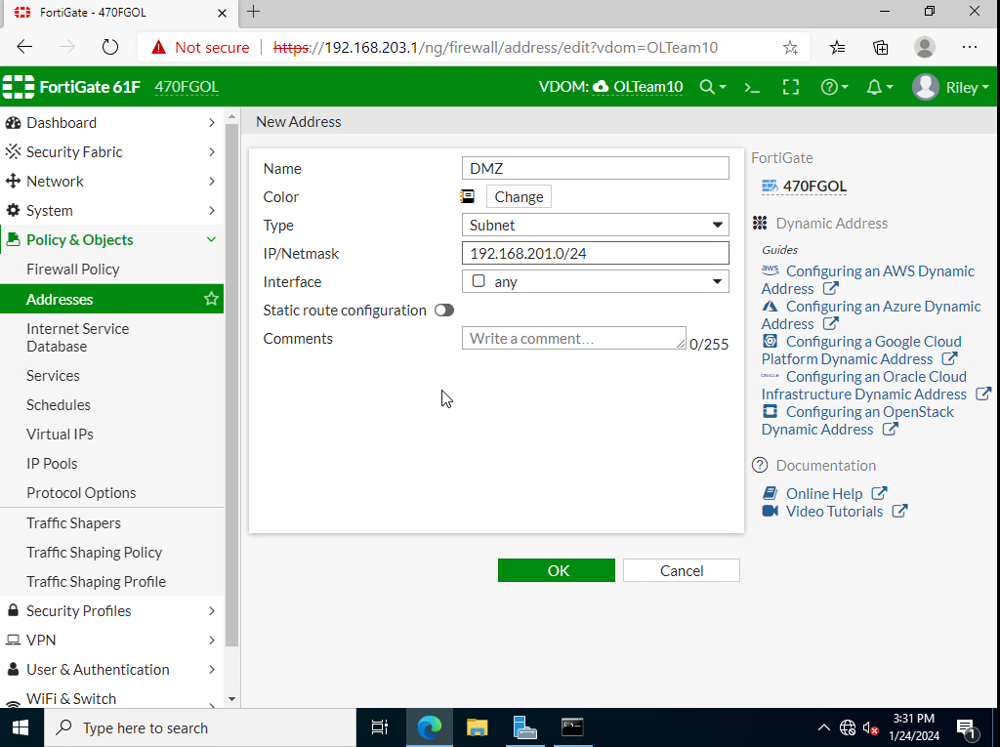 FortiGate - 470FGOL
Not secure
https://192.168.203.1/ng/firewall/address/edit?vdom=OLTeam10
FortiGate 61F
470FGOL
VDOM: OLTeam10
Riley
Dashboard
Security Fabric
Network
System
Policy & Objects
Firewall Policy
Addresses
Internet Service
Database
Services
Schedules
Virtual IPs
IP Pools
Protocol Options
Traffic Shapers
Traffic Shaping Policy
Traffic Shaping Profile
Security Profiles
VPN
User & Authentication
WiFi & Switch
New Address
Name
DMZ
Color
Change
Type
Subnet
IP/Netmask
192.168.201.0/24
Interface
any
Static route configuration
Comments
Write a comment...
0/255
OK
Cancel
FortiGate
470FGOL
Dynamic Address
Guides
aws Configuring an AWS Dynamic
Address
Configuring an Azure Dynamic
Address
Configuring a Google Cloud
Platform Dynamic Address
Configuring an Oracle Cloud
Infrastructure Dynamic Address
Configuring an OpenStack
Dynamic Address
Documentation
Online Help
Video Tutorials
Type here to search
3:31 PM
1/24/2024
1